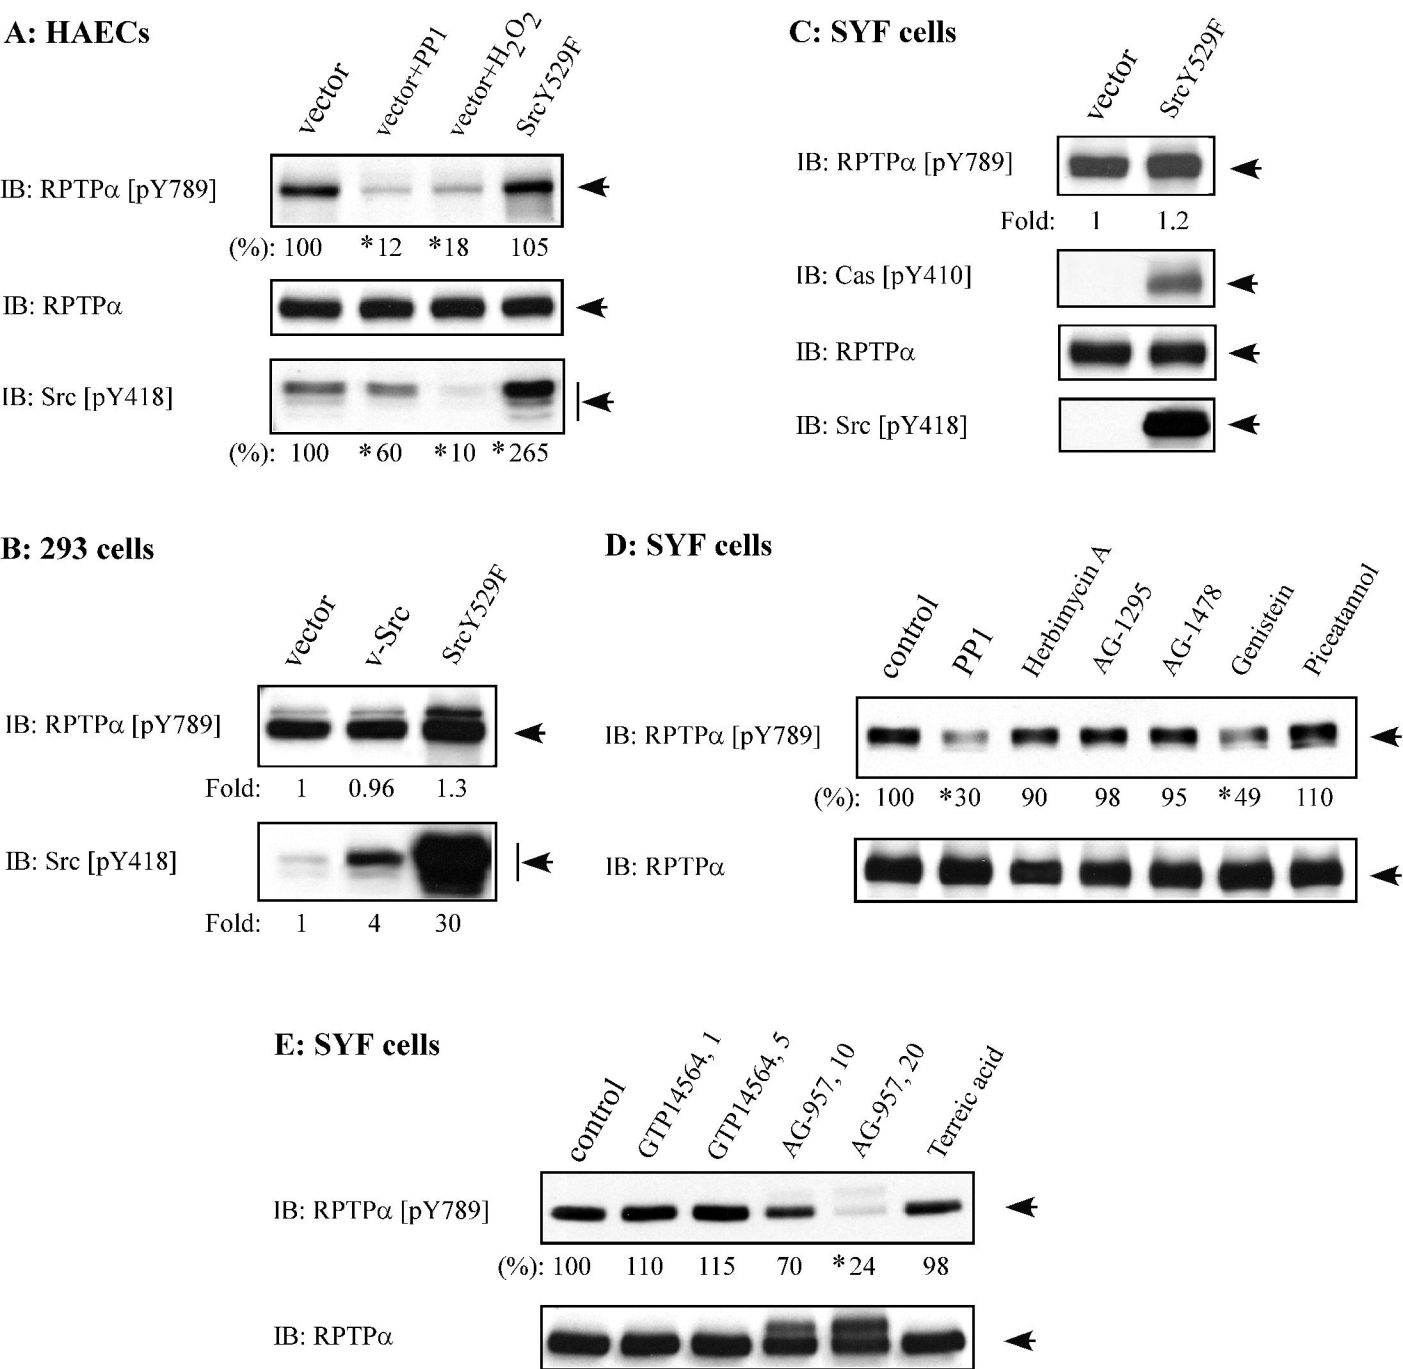 A: HAECs
vector
vector+PP1
vector+H2O2
SrcY529F
IB: RPTPα [pY789]
(%): 100 *12 *18 105
IB: RPTPα
IB: Src [pY418]
(%): 100 *60 *10 *265
C: SYF cells
vector
SrcY529F
IB: RPTPα [pY789]
Fold: 1 1.2
IB: Cas [pY410]
IB: RPTPα
IB: Src [pY418]
B: 293 cells
vector
v-Src
SrcY529F
IB: RPTPα [pY789]
Fold: 1 0.96 1.3
IB: Src [pY418]
Fold: 1 4 30
D: SYF cells
control
PP1
Herbimycin A
AG-1295
AG-1478
Genistein
Piceatannol
IB: RPTPα [pY789]
(%): 100 *30 90 98 95 *49 110
IB: RPTPα
E: SYF cells
control
GTP14564, 1
GTP14564, 5
AG-957, 10
AG-957, 20
Terreic acid
IB: RPTPα [pY789]
(%): 100 110 115 70 *24 98
IB: RPTPα